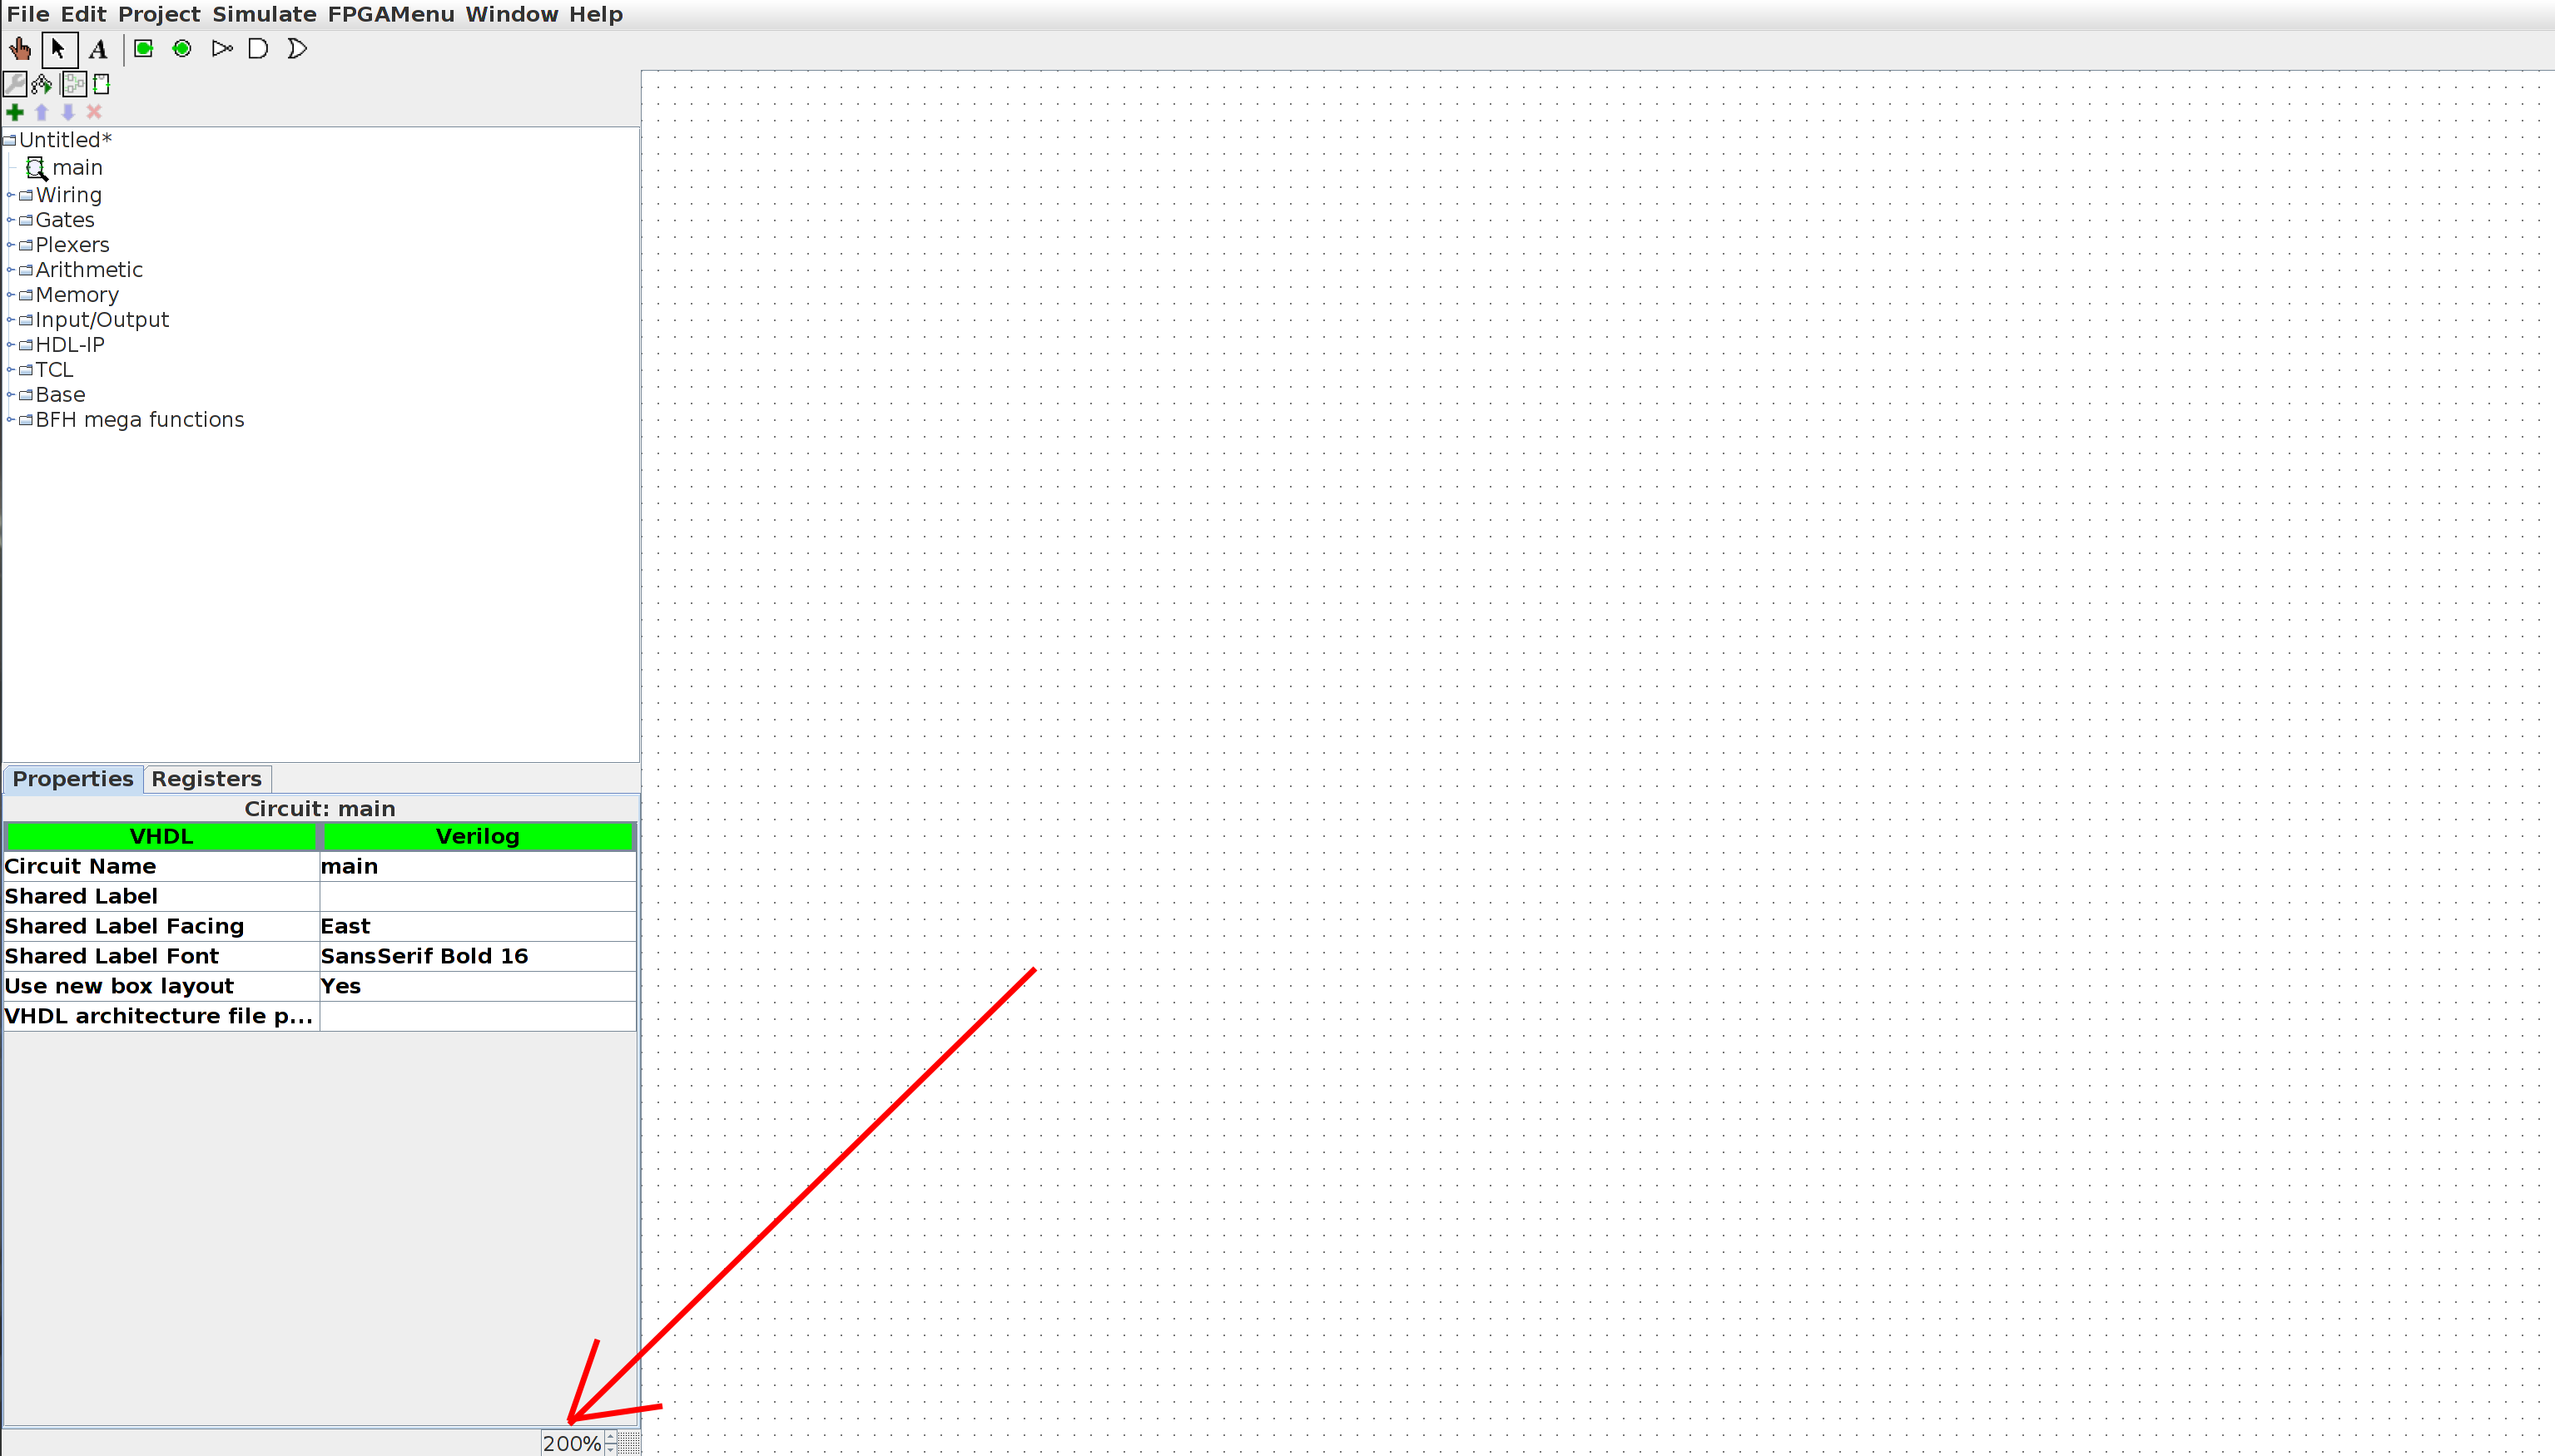 File Edit Project Simulate FPGAMenu Window Help
A
Untitled*
main
Wiring
Gates
Plexers
Arithmetic
Memory
Input/Output
HDL-IP
TCL
Base
BFH mega functions
Properties Registers
Circuit: main
VHDL Verilog
Circuit Name main
Shared Label
Shared Label Facing East
Shared Label Font SansSerif Bold 16
Use new box layout Yes
VHDL architecture file p...
200%